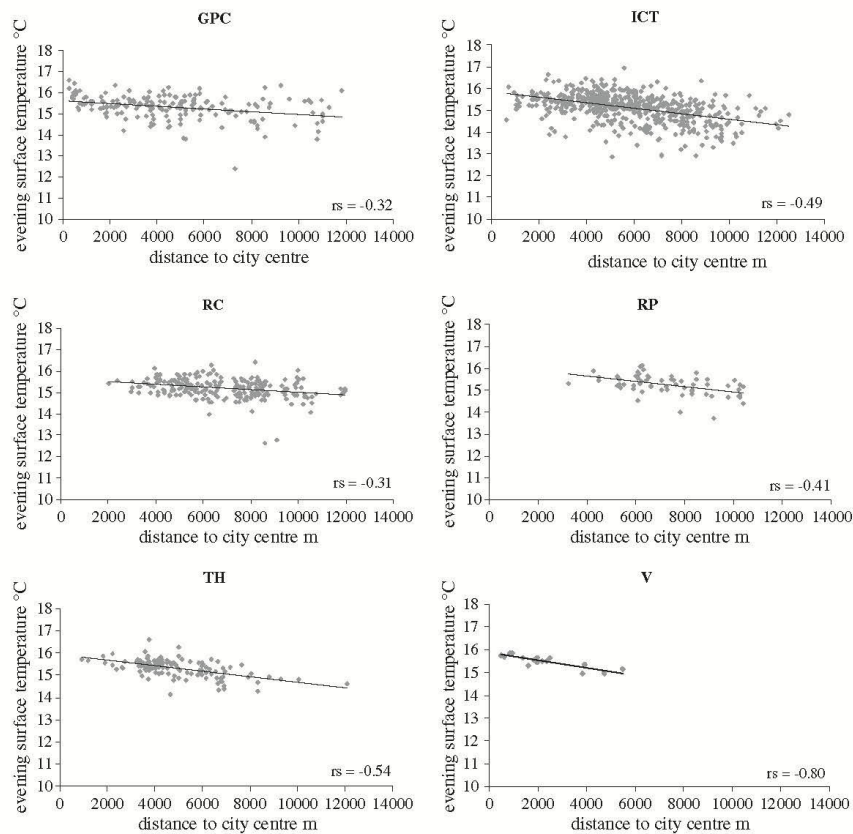 GPC
evening surface temperature °C
18
17
16
15
14
13
12
11
10
0 2000 4000 6000 8000 10000 12000 14000
distance to city centre
rs = -0.32
ICT
evening surface temperature °C
18
17
16
15
14
13
12
11
10
0 2000 4000 6000 8000 10000 12000 14000
distance to city centre m
rs = -0.49
RC
evening surface temperature °C
18
17
16
15
14
13
12
11
10
0 2000 4000 6000 8000 10000 12000 14000
distance to city centre m
rs = -0.31
RP
evening surface temperature °C
18
17
16
15
14
13
12
11
10
0 2000 4000 6000 8000 10000 12000 14000
distance to city centre m
rs = -0.41
TH
evening surface temperature °C
18
17
16
15
14
13
12
11
10
0 2000 4000 6000 8000 10000 12000 14000
distance to city centre m
rs = -0.54
V
evening surface temperature °C
18
17
16
15
14
13
12
11
10
0 2000 4000 6000 8000 10000 12000 14000
distance to city centre m
rs = -0.80